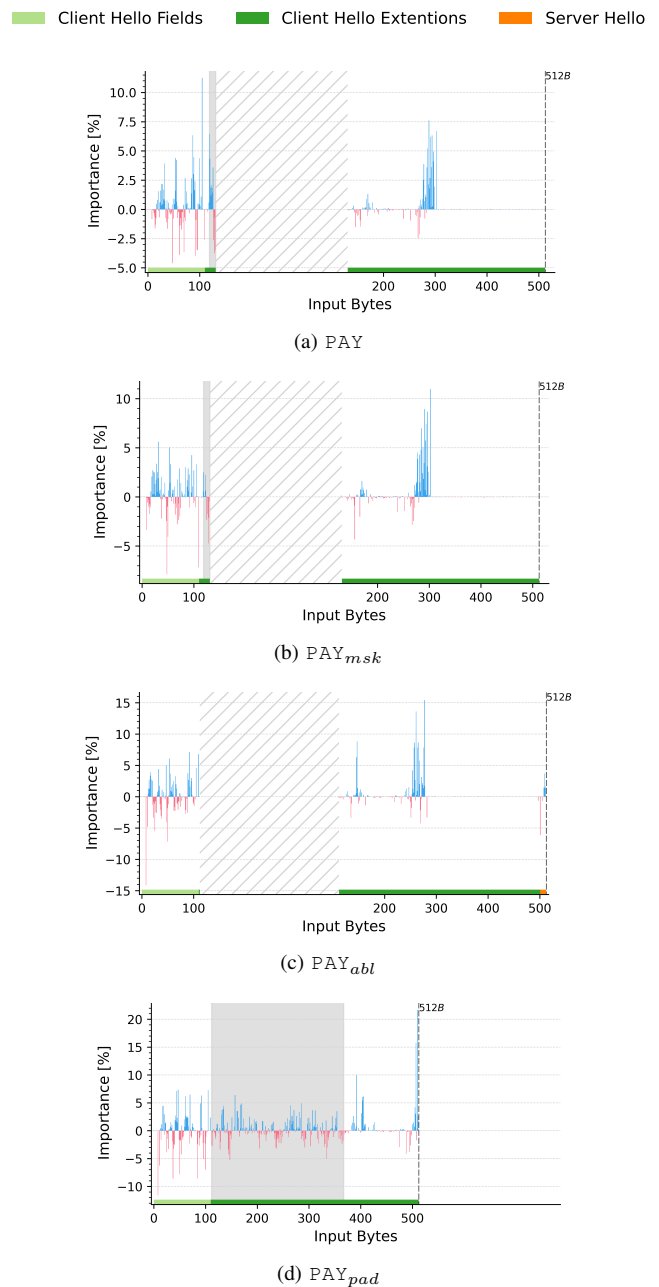 Client Hello Fields Client Hello Extentions Server Hello
512B
10.0
7.5
5.0
2.5
0.0
−2.5
−5.0
Importance [%]
0 100 200 300 400 500
Input Bytes
(a) PAY
512B
10
5
0
−5
Importance [%]
0 100 200 300 400 500
Input Bytes
(b) PAYmsk
512B
15
10
5
0
−5
−10
−15
Importance [%]
0 100 200 300 400 500
Input Bytes
(c) PAYabl
512B
20
15
10
5
0
−5
−10
Importance [%]
0 100 200 300 400 500
Input Bytes
(d) PAYpad